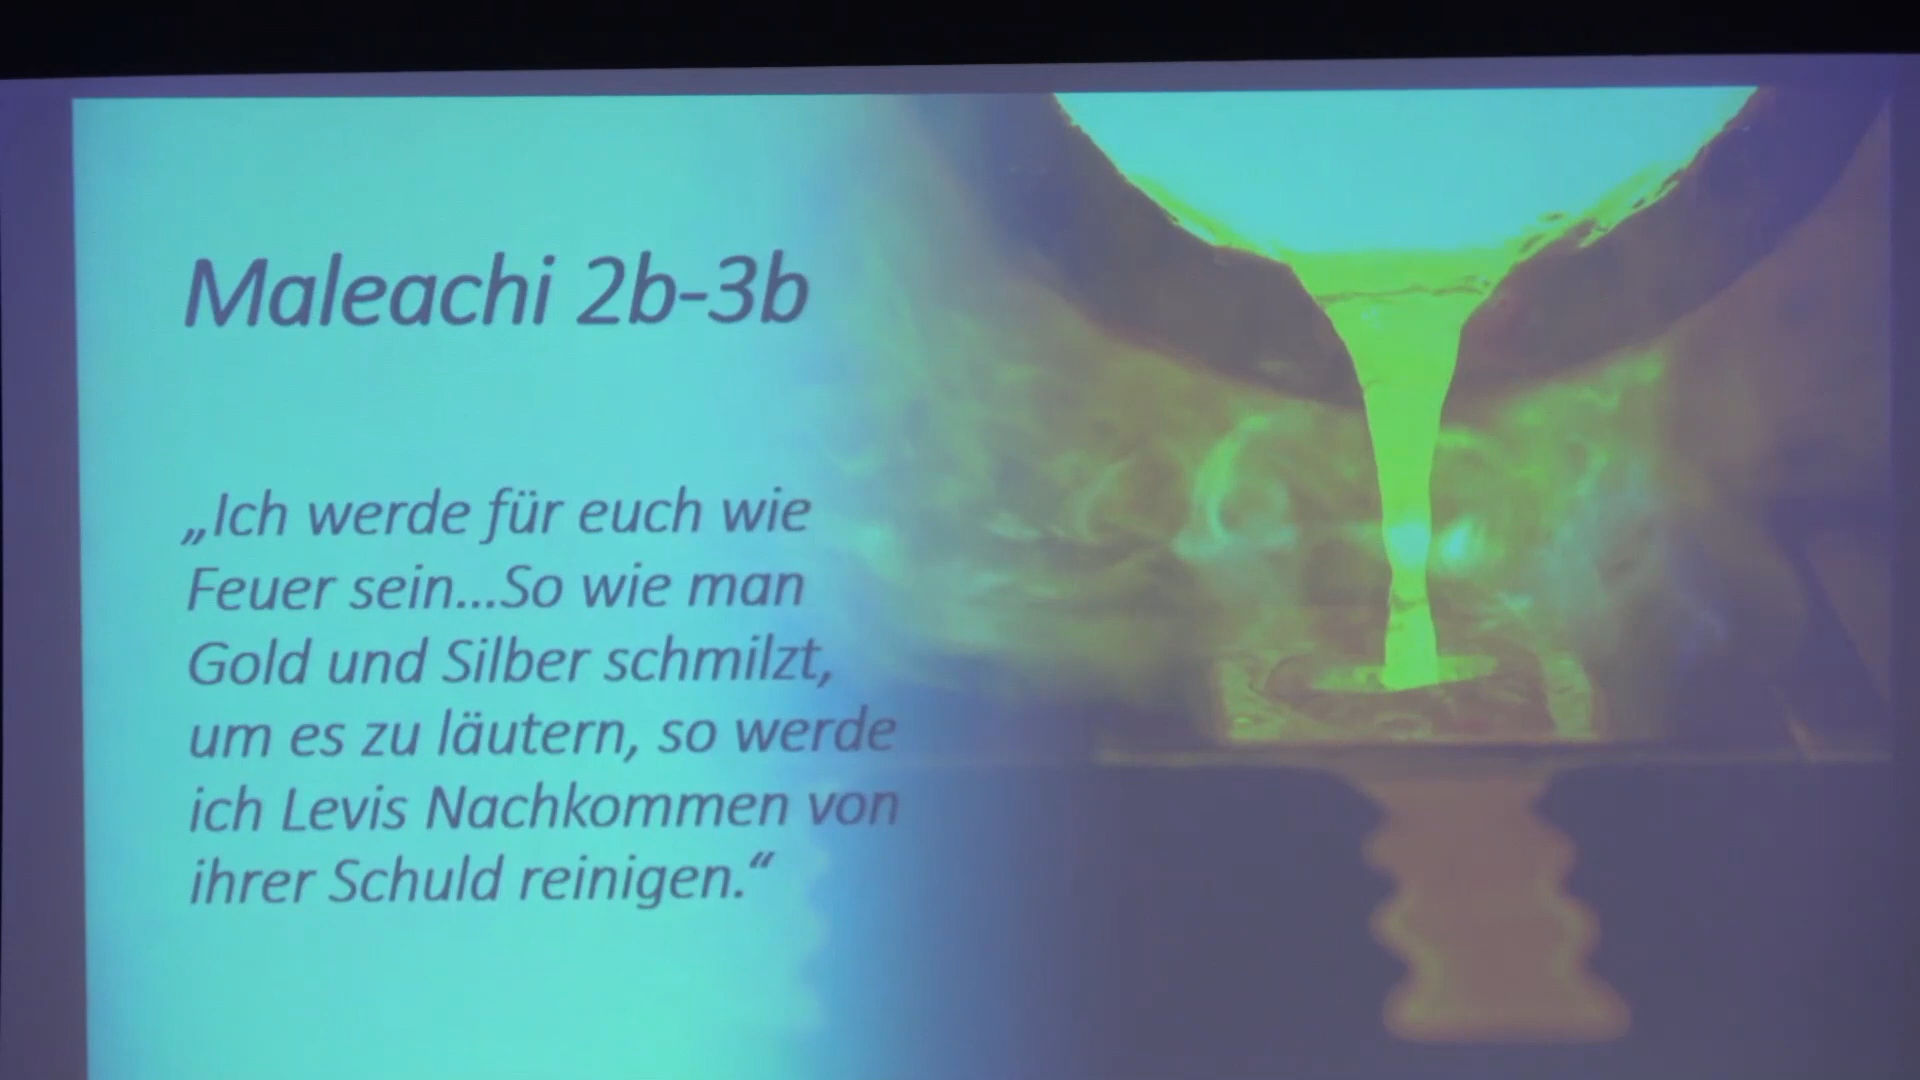 Maleachi 2b-3b
„Ich werde für euch wie
Feuer sein...So wie man
Gold und Silber schmilzt,
um es zu läutern, so werde
ich Levis Nachkommen von
ihrer Schuld reinigen.“